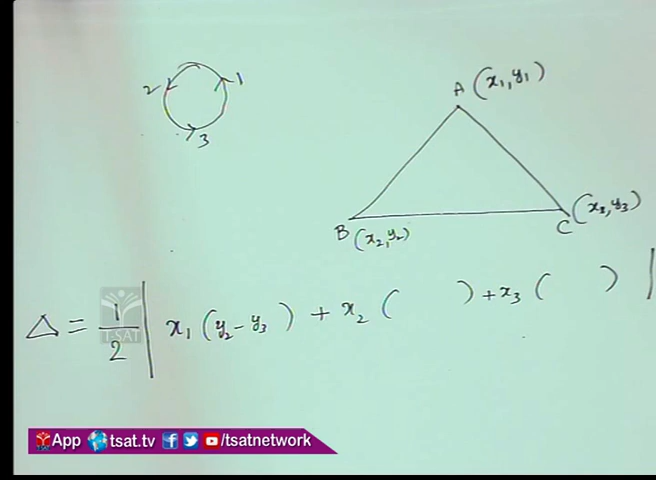 1
2
3
A (x₁, y₁)
B (x₂, y₂)
C (x₃, y₃)
Δ = 1/2 | x₁ (y₂ - y₃) + x₂ ( ) + x₃ ( ) |
T-SAT
App tsat.tv /tsatnetwork